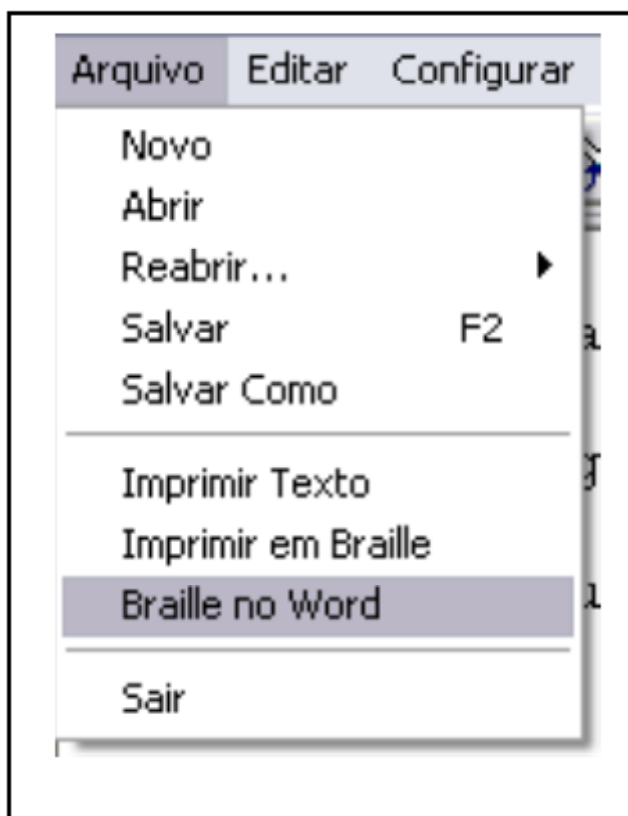 Arquivo Editar Configurar
Novo
Abrir
Reabrir...
Salvar F2
Salvar Como
Imprimir Texto
Imprimir em Braille
Braille no Word
Sair